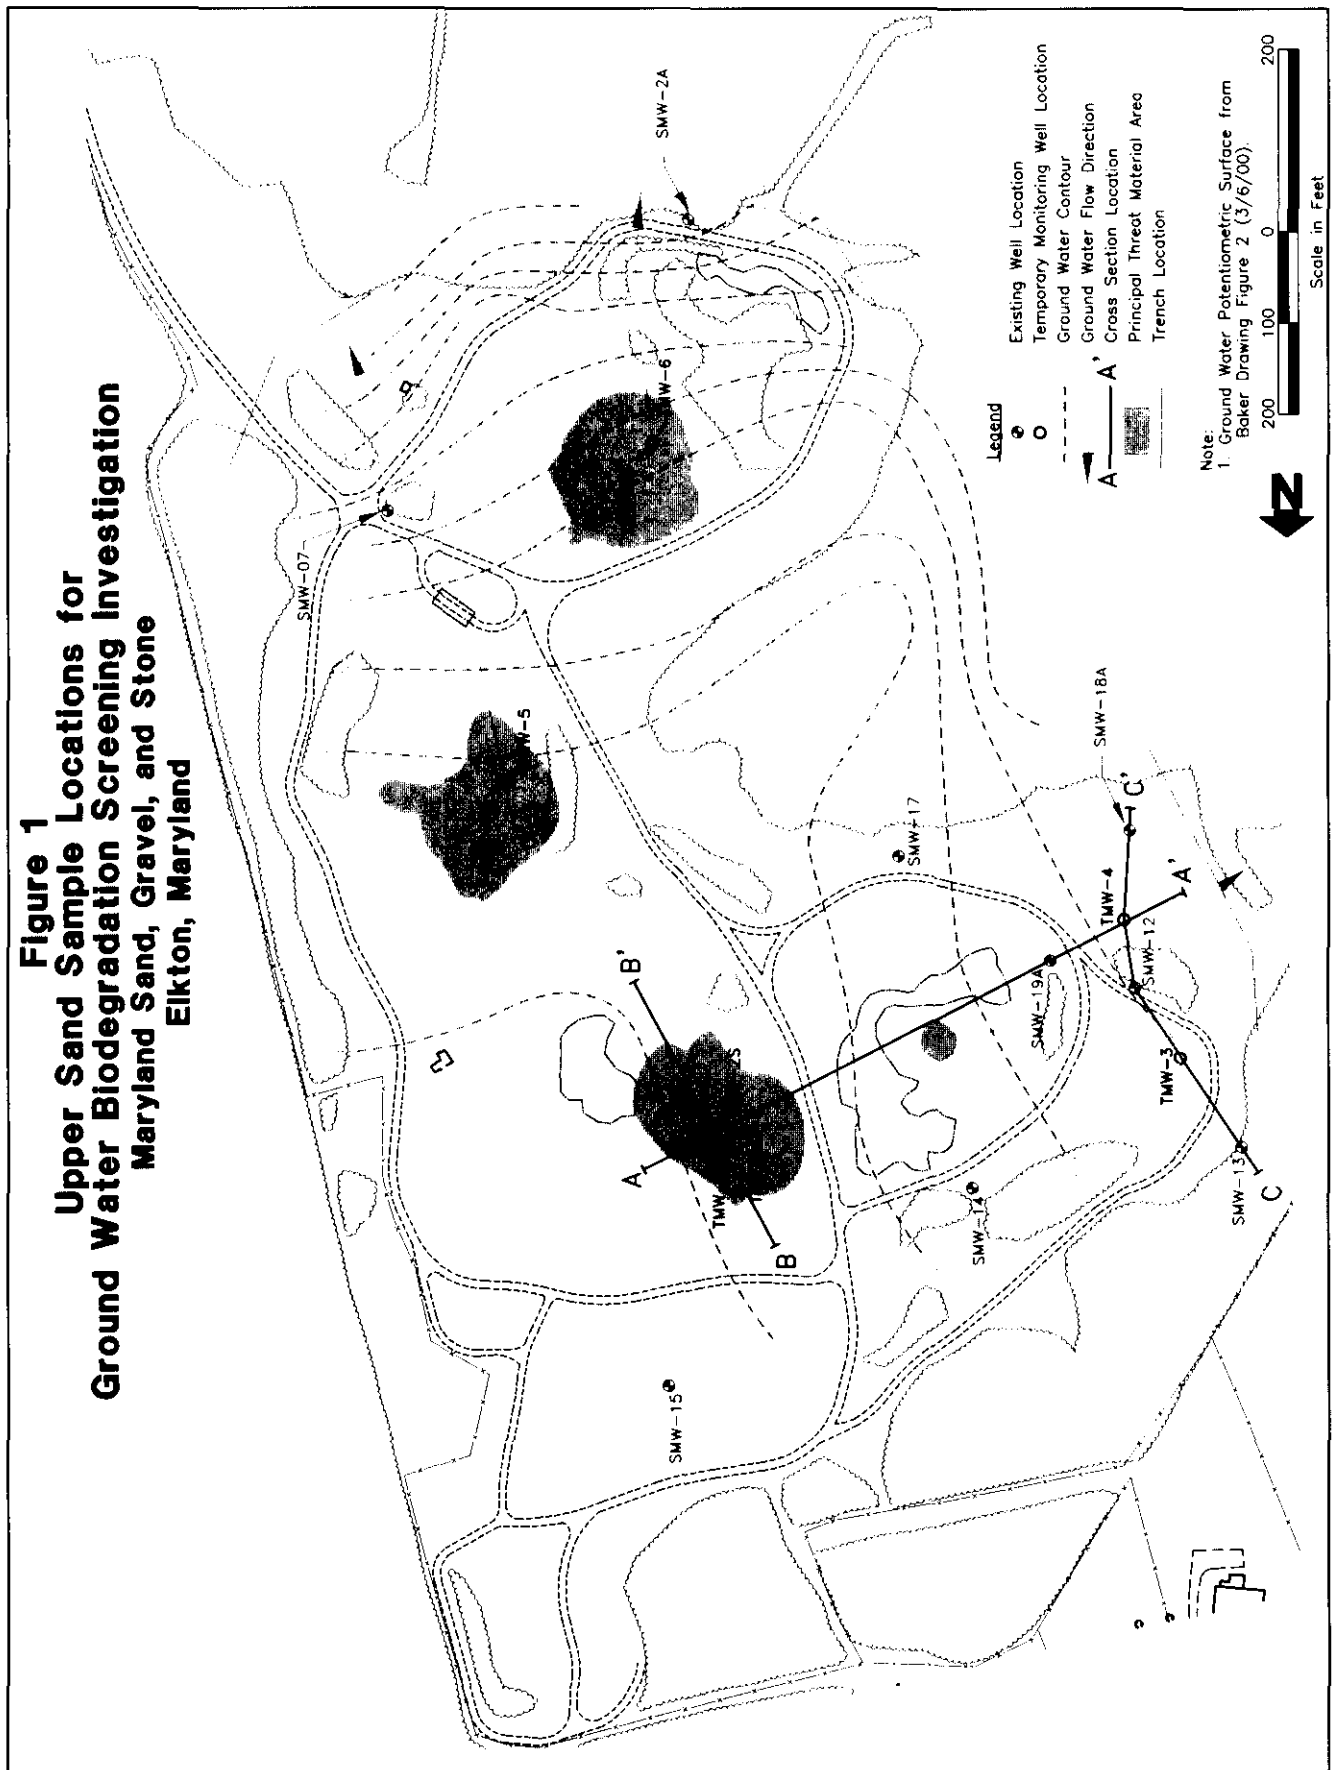 Figure 1
Upper Sand Sample Locations for
Ground Water Biodegradation Screening Investigation
Maryland Sand, Gravel, and Stone
Elkton, Maryland
SMW-07
SMW-2A
W-6
W-5
B'
A
TMW
2S
B
SMW-15
SMW-17
SMW-19A
SMW-14
SMW-18A
C'
TMW-4
A'
SMW-12
TMW-3
SMW-13
C
Legend
Existing Well Location
Temporary Monitoring Well Location
Ground Water Contour
Ground Water Flow Direction
A A' Cross Section Location
Principal Threat Material Area
Trench Location
Note:
1. Ground Water Potentiometric Surface from
Baker Drawing Figure 2 (3/6/00).
N
200 100 0 200
Scale in Feet